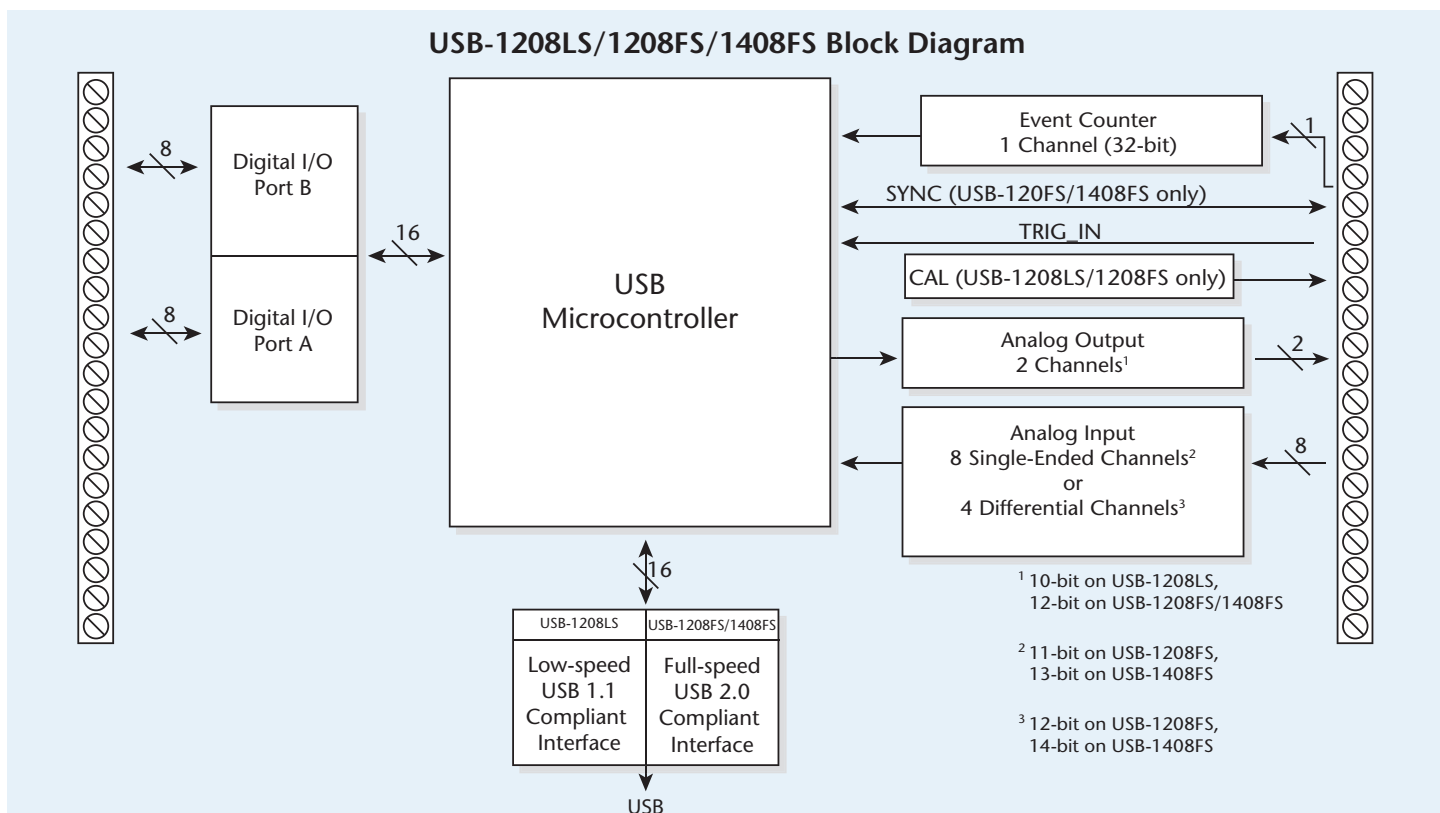 USB-1208LS/1208FS/1408FS Block Diagram
8
Digital I/O
Port B
16
8
Digital I/O
Port A
USB
Microcontroller
Event Counter
1 Channel (32-bit)
1
SYNC (USB-120FS/1408FS only)
TRIG_IN
CAL (USB-1208LS/1208FS only)
Analog Output
2 Channels¹
2
Analog Input
8 Single-Ended Channels²
or
4 Differential Channels³
8
16
USB-1208LS
Low-speed
USB 1.1
Compliant
Interface
USB-1208FS/1408FS
Full-speed
USB 2.0
Compliant
Interface
USB
¹ 10-bit on USB-1208LS,
12-bit on USB-1208FS/1408FS
² 11-bit on USB-1208FS,
13-bit on USB-1408FS
³ 12-bit on USB-1208FS,
14-bit on USB-1408FS